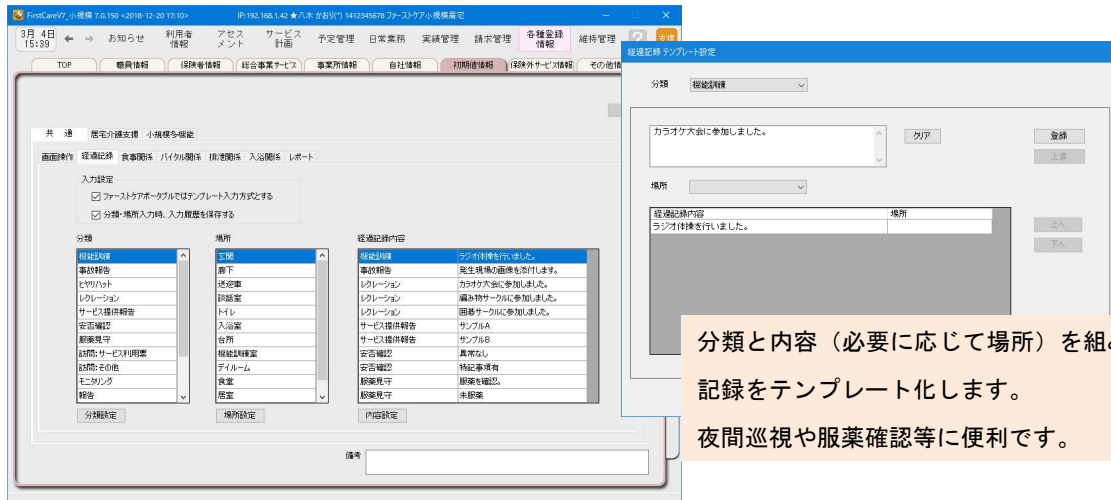 FirstCareV7_小規模 7.0.150 <2018-12-20 17:10> IP:192.168.1.42 ★八木 かおり(*) 1412345678 ファーストケア小規模居宅
3月 4日 15:39 お知らせ 利用者情報 アセスメント サービス計画 予定管理 日常業務 実績管理 請求管理 各種登録情報 維持管理 ? 支援
TOP 職員情報 保険者情報 総合事業サービス 事業所情報 自社情報 初期値情報 保険外サービス情報 その他情
共 通 居宅介護支援 小規模多機能
画面操作 経過記録 食事関係 バイタル関係 排泄関係 入浴関係 レポート
入力設定
ファーストケアポータブルではテンプレート入力方式とする
分類・場所入力時、入力履歴を保存する
分類 場所 経過記録内容
機能訓練 玄関 機能訓練 ラジオ体操を行いました。
事故報告 廊下 事故報告 発生現場の画像を添付します。
ヒヤリハット 送迎車 レクレーション カラオケ大会に参加しました。
レクレーション 談話室 レクレーション 編み物サークルに参加しました。
サービス提供報告 トイレ レクレーション 囲碁サークルに参加しました。
安否確認 入浴室 サービス提供報告 サンプルA
服薬見守 台所 サービス提供報告 サンプルB
訪問:サービス利用票 機能訓練室 安否確認 異常なし
訪問:その他 デイルーム 安否確認 特記事項有
モニタリング 食堂 服薬見守 服薬を確認。
報告 居室 服薬見守 未服薬
分類設定 場所設定 内容設定
備考
経過記録 テンプレート設定
分類 機能訓練
カラオケ大会に参加しました。 クリア 登録
上書
場所
経過記録内容 場所
ラジオ体操を行いました。 上へ
下へ
分類と内容（必要に応じて場所）を組み
記録をテンプレート化します。
夜間巡視や服薬確認等に便利です。